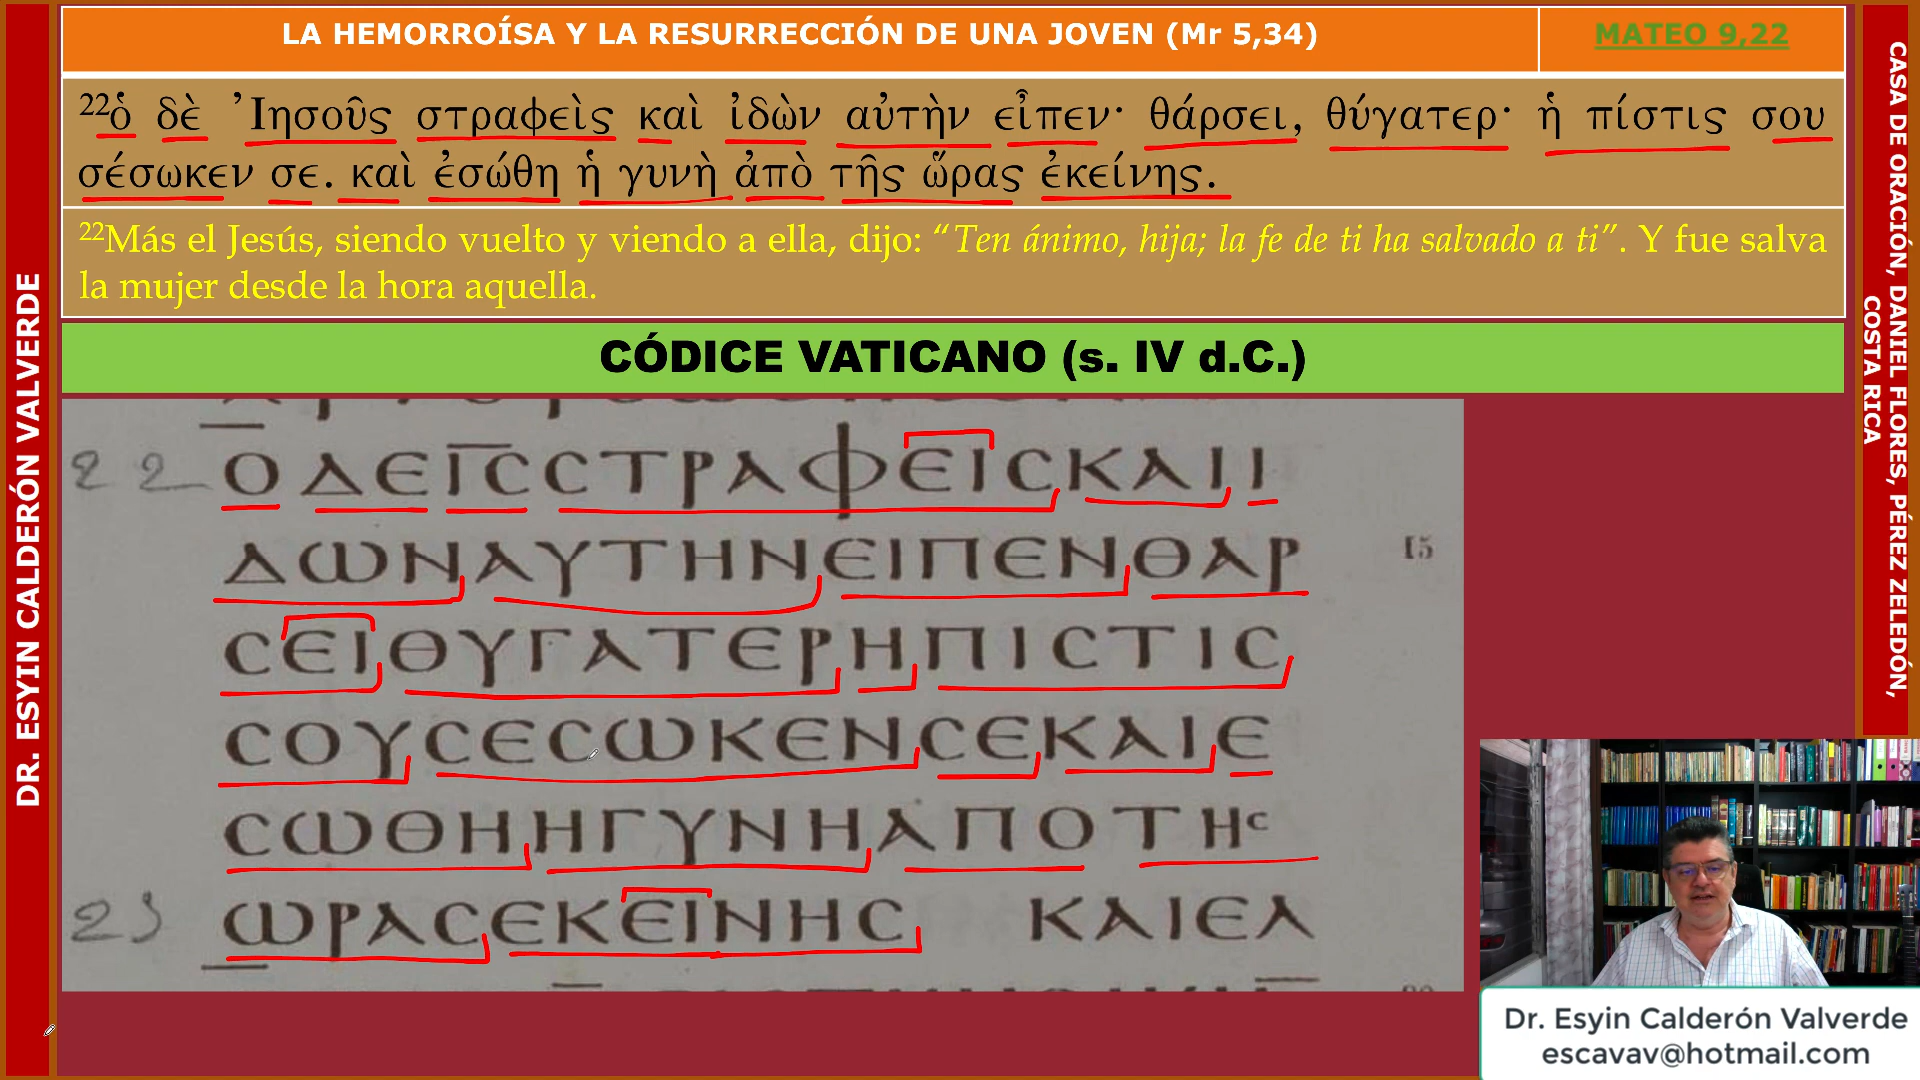 LA HEMORROÍSA Y LA RESURRECCIÓN DE UNA JOVEN (Mr 5,34)
MATEO 9,22
²²ὁ δὲ Ἰησοῦς στραφεὶς καὶ ἰδὼν αὐτὴν εἶπεν· θάρσει, θύγατερ· ἡ πίστις σου
σέσωκεν σε. καὶ ἐσώθη ἡ γυνὴ ἀπὸ τῆς ὥρας ἐκείνης.
²²Más el Jesús, siendo vuelto y viendo a ella, dijo: “Ten ánimo, hija; la fe de ti ha salvado a ti”. Y fue salva
la mujer desde la hora aquella.
CÓDICE VATICANO (s. IV d.C.)
22 ΟΔΕΙ̅Ϲ̅ϹΤΡΑΦΕΙϹΚΑΙΙ
ΔΩΝΑΥΤΗΝΕΙΠΕΝΘΑΡ
15
ϹΕΙΘΥΓΑΤΕΡΗΠΙϹΤΙϹ
ϹΟΥϹΕϹΩΚΕΝϹΕΚΑΙΕ
ϹΩΘΗΗΓΥΝΗΑΠΟΤΗϹ
23 ΩΡΑϹΕΚΕΙΝΗϹ ΚΑΙΕΛ
DR. ESYIN CALDERÓN VALVERDE
CASA DE ORACIÓN, DANIEL FLORES, PÉREZ ZELEDÓN,
COSTA RICA
Dr. Esyin Calderón Valverde
escavav@hotmail.com